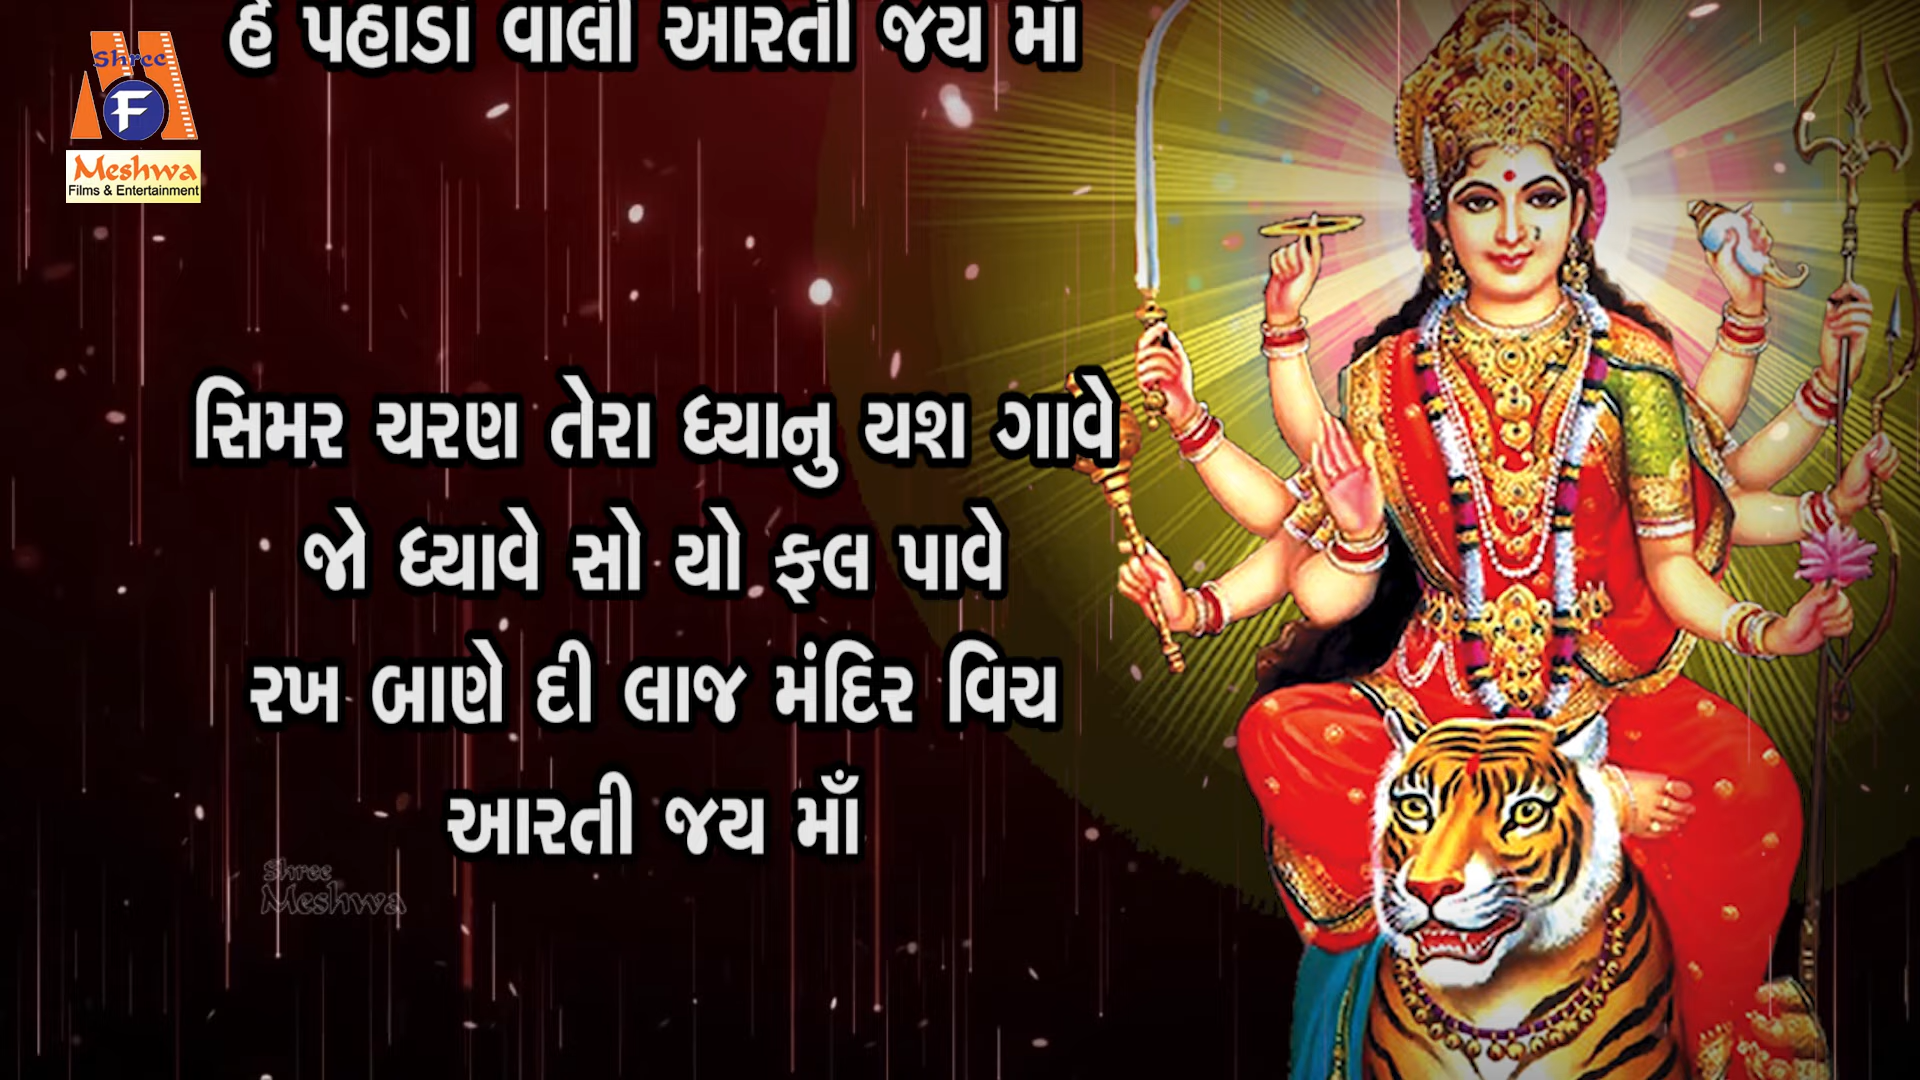 હે પહાડાં વાલી આરતી જય માઁ
Shree
F
Meshwa
Films & Entertainment
સિમર ચરણ તેરા ધ્યાનુ યશ ગાવે
જો ધ્યાવે સો યો ફલ પાવે
રખ બાણે દી લાજ મંદિર વિચ
આરતી જય માઁ
Shree
Meshwa